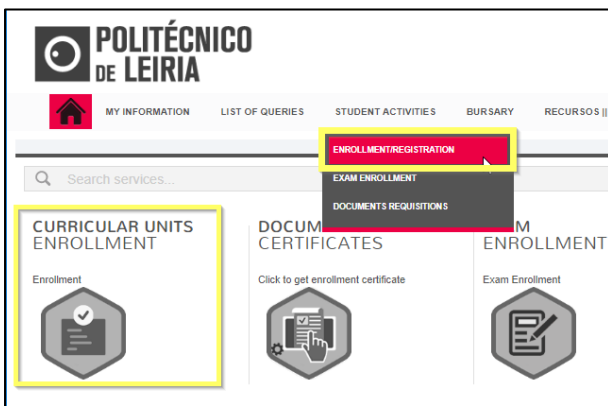 POLITÉCNICO
DE LEIRIA
MY INFORMATION LIST OF QUERIES STUDENT ACTIVITIES BURSARY RECURSOS ||
ENROLLMENT/REGISTRATION
EXAM ENROLLMENT
DOCUMENTS REQUISITIONS
Search services...
CURRICULAR UNITS
ENROLLMENT
Enrollment
DOCUM
CERTIFICATES
Click to get enrollment certificate
M
ENROLLMENT
Exam Enrollment